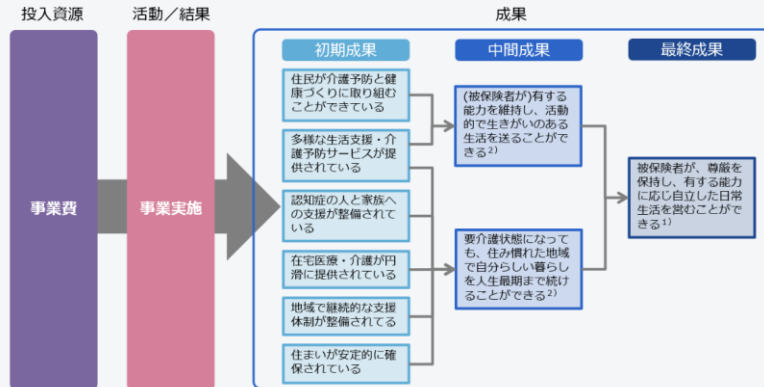 投入資源
活動／結果
成果
初期成果
中間成果
最終成果
事業費
事業実施
住民が介護予防と健
康づくりに取り組む
ことができている
多様な生活支援・介
護予防サービスが提
供されている
認知症の人と家族へ
の支援が整備されて
いる
在宅医療・介護が円
滑に提供されている
地域で継続的な支援
体制が整備されてる
住まいが安定的に確
保されている
(被保険者が)有する
能力を維持し、活動
的で生きがいのある
生活を送ることがで
きる2)
要介護状態になって
も、住み慣れた地域
で自分らしい暮らし
を人生最期まで続け
ることができる2)
被保険者が、尊厳を
保持し、有する能力
に応じ自立した日常
生活を営むことがで
きる1)